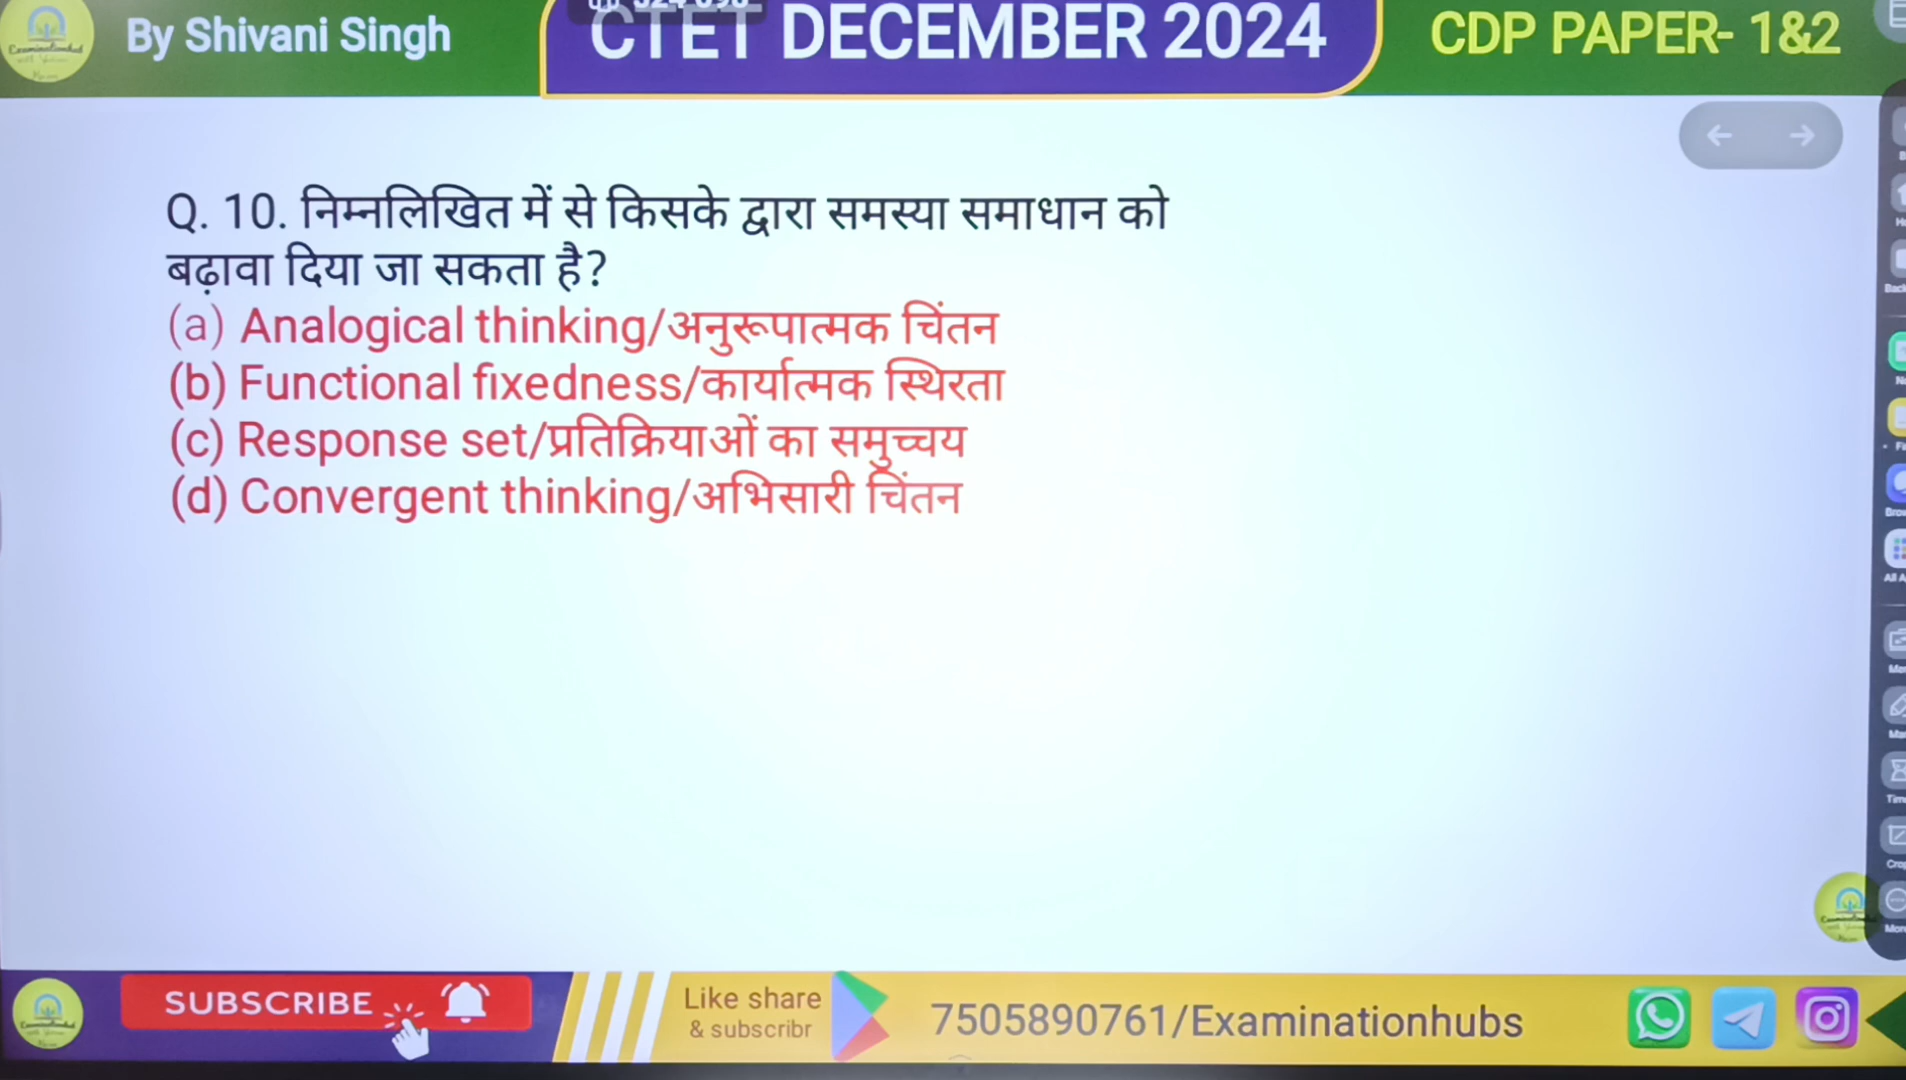 By Shivani Singh
CTET DECEMBER 2024
CDP PAPER- 1&2
Q. 10. निम्नलिखित में से किसके द्वारा समस्या समाधान को
बढ़ावा दिया जा सकता है?
(a) Analogical thinking/अनुरूपात्मक चिंतन
(b) Functional fixedness/कार्यात्मक स्थिरता
(c) Response set/प्रतिक्रियाओं का समुच्चय
(d) Convergent thinking/अभिसारी चिंतन
SUBSCRIBE
Like share
& subscribr
7505890761/Examinationhubs